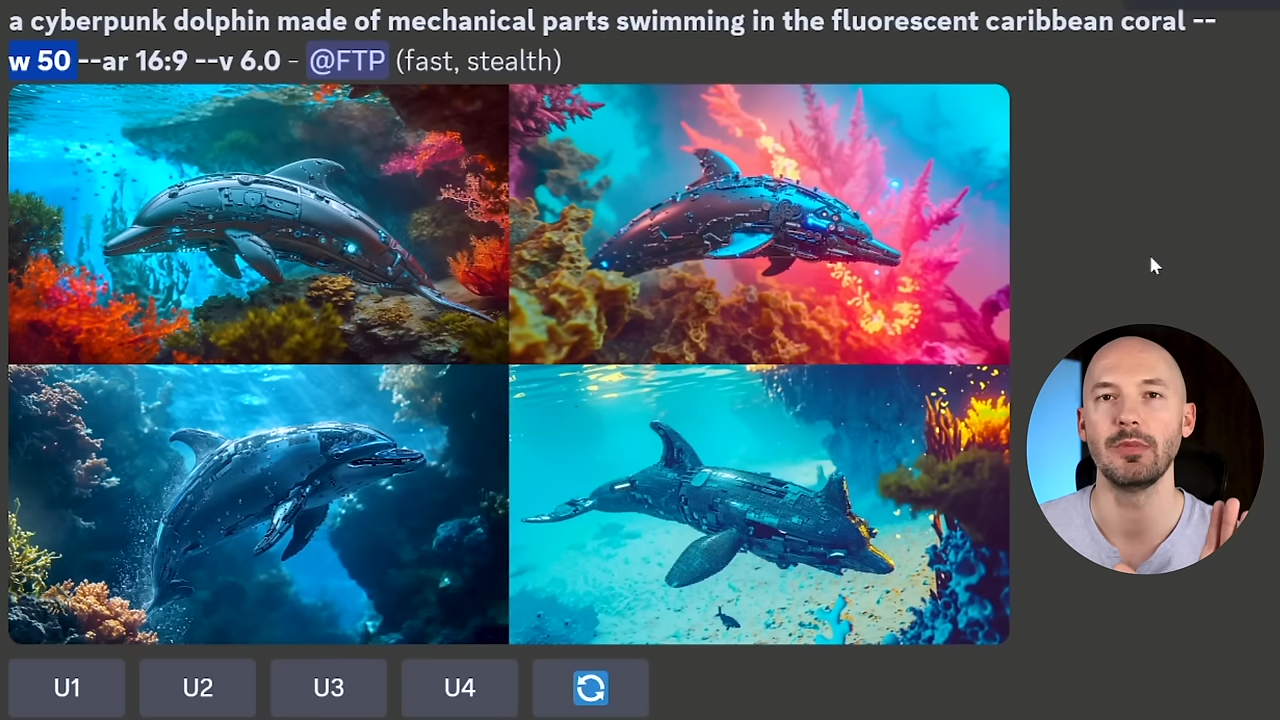 a cyberpunk dolphin made of mechanical parts swimming in the fluorescent caribbean coral --
w 50 --ar 16:9 --v 6.0 - @FTP (fast, stealth)
U1 U2 U3 U4